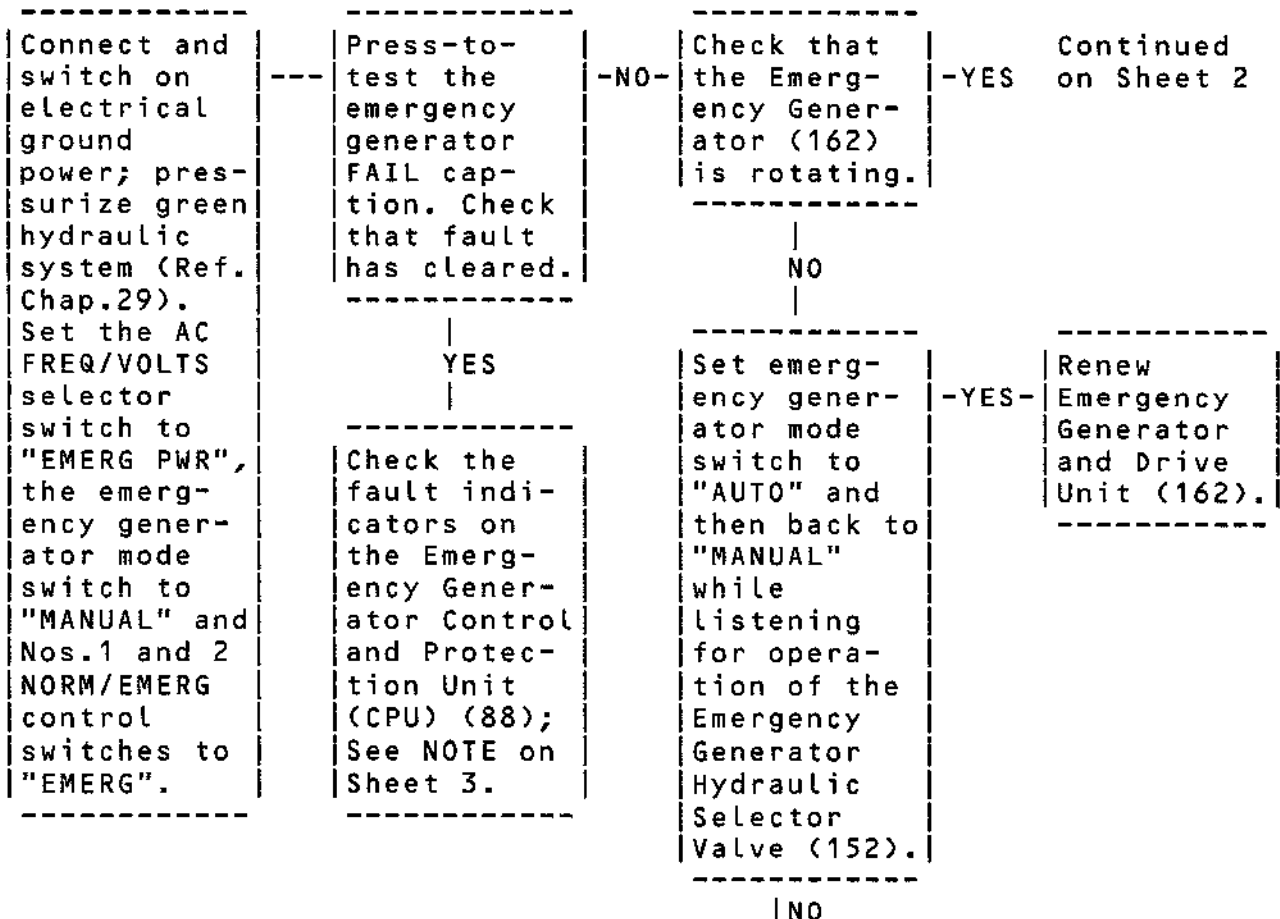 Connect and
switch on
electrical
ground
power; pres-
surize green
hydraulic
system (Ref.
Chap.29).
Set the AC
FREQ/VOLTS
selector
switch to
"EMERG PWR",
the emerg-
ency gener-
ator mode
switch to
"MANUAL" and
Nos.1 and 2
NORM/EMERG
control
switches to
"EMERG".
Press-to-
test the
emergency
generator
FAIL cap-
tion. Check
that fault
has cleared.
-NO-
YES
Check the
fault indi-
cators on
the Emerg-
ency Gener-
ator Control
and Protec-
tion Unit
(CPU) (88);
See NOTE on
Sheet 3.
Check that
the Emerg-
ency Gener-
ator (162)
is rotating.
-YES
Continued
on Sheet 2
NO
Set emerg-
ency gener-
ator mode
switch to
"AUTO" and
then back to
"MANUAL"
while
listening
for opera-
tion of the
Emergency
Generator
Hydraulic
Selector
Valve (152).
-YES-
Renew
Emergency
Generator
and Drive
Unit (162).
NO